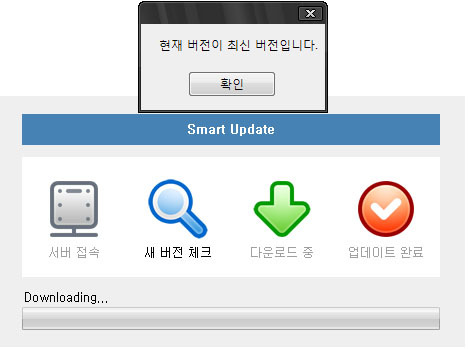 현재 버전이 최신 버전입니다.
확인
Smart Update
서버 접속
새 버전 체크
다운로드 중
업데이트 완료
Downloading...